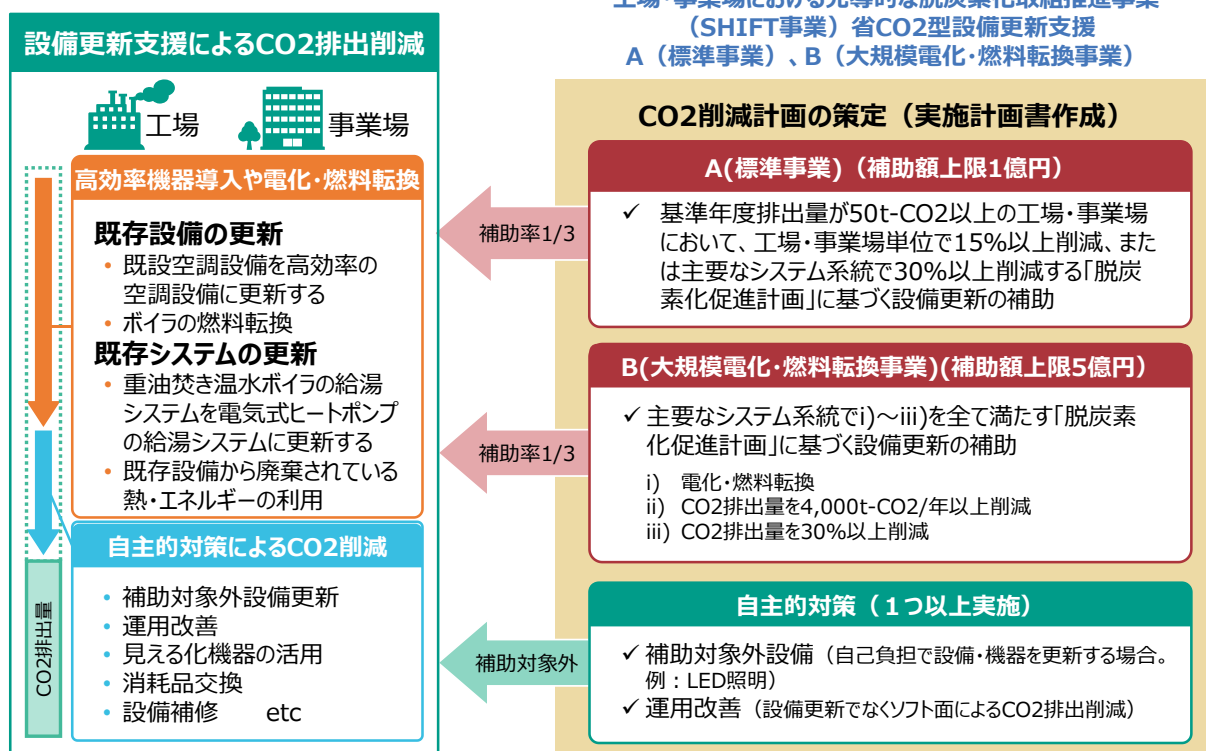 設備更新支援によるCO2排出削減
工場
事業場
高効率機器導入や電化・燃料転換
既存設備の更新
• 既設空調設備を高効率の
空調設備に更新する
• ボイラの燃料転換
既存システムの更新
• 重油焚き温水ボイラの給湯
システムを電気式ヒートポンプ
の給湯システムに更新する
• 既存設備から廃棄されている
熱・エネルギーの利用
自主的対策によるCO2削減
• 補助対象外設備更新
• 運用改善
• 見える化機器の活用
• 消耗品交換
• 設備補修 etc
CO2排出量
補助率1/3
補助率1/3
補助対象外
工場・事業場における先導的な脱炭素化取組推進事業
（SHIFT事業）省CO2型設備更新支援
A（標準事業）、B（大規模電化・燃料転換事業）
CO2削減計画の策定（実施計画書作成）
A(標準事業)（補助額上限1億円）
✓ 基準年度排出量が50t-CO2以上の工場・事業場
において、工場・事業場単位で15%以上削減、また
は主要なシステム系統で30%以上削減する「脱炭
素化促進計画」に基づく設備更新の補助
B(大規模電化・燃料転換事業)(補助額上限5億円）
✓ 主要なシステム系統でi)～iii)を全て満たす「脱炭素
化促進計画」に基づく設備更新の補助
i) 電化・燃料転換
ii) CO2排出量を4,000t-CO2/年以上削減
iii) CO2排出量を30%以上削減
自主的対策（１つ以上実施）
✓ 補助対象外設備（自己負担で設備・機器を更新する場合。
例：LED照明）
✓ 運用改善（設備更新でなくソフト面によるCO2排出削減）